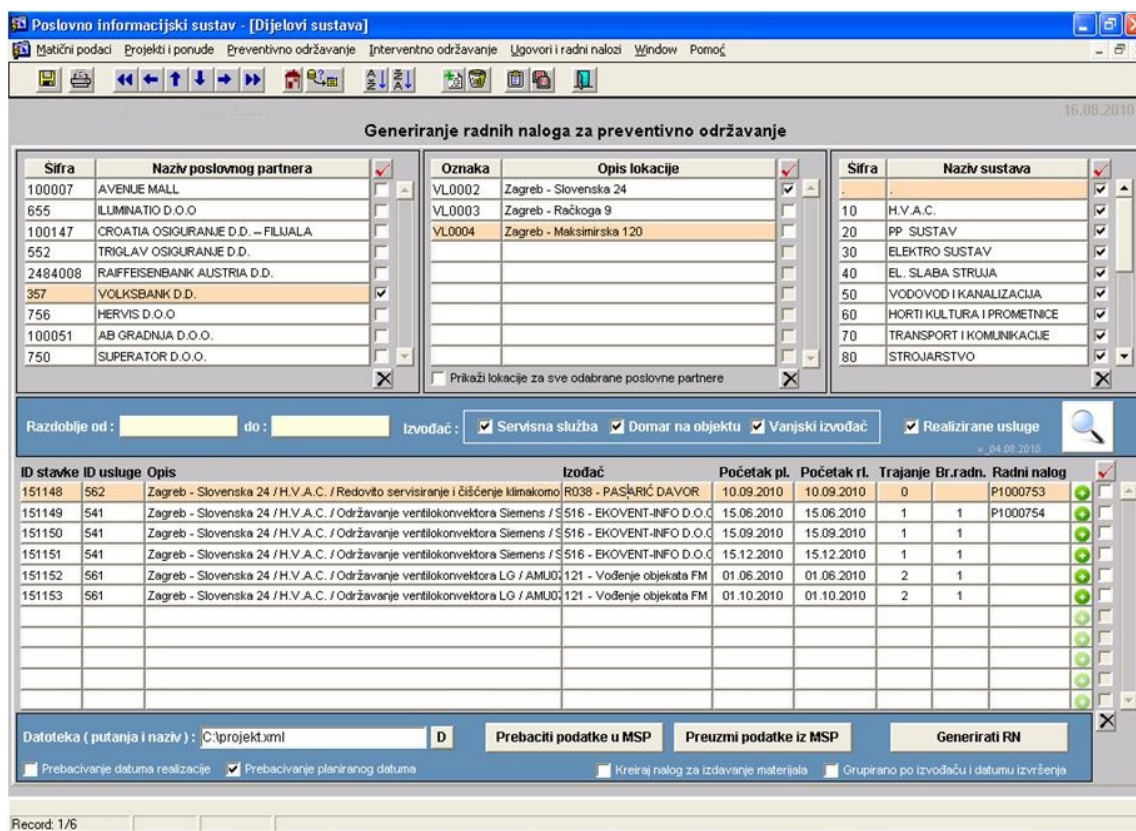 Poslovno informacijski sustav - [Dijelovi sustava]
Matični podaci Projekti i ponude Preventivno održavanje Interventno održavanje Ugovori i radni nalozi Window Pomoć
16.08.2010
Generiranje radnih naloga za preventivno održavanje
Šifra Naziv poslovnog partnera Oznaka Opis lokacije Šifra Naziv sustava
100007 AVENUE MALL VL0002 Zagreb - Slovenska 24 . .
655 ILUMINATIO D.O.O VL0003 Zagreb - Račkoga 9 10 H.V.A.C.
100147 CROATIA OSIGURANJE D.D. – FILIJALA VL0004 Zagreb - Maksimirska 120 20 PP SUSTAV
552 TRIGLAV OSIGURANJE D.D. 30 ELEKTRO SUSTAV
2484008 RAIFFEISENBANK AUSTRIA D.D. 40 EL. SLABA STRUJA
357 VOLKSBANK D.D. 50 VODOVOD I KANALIZACIJA
756 HERVIS D.O.O 60 HORTIKULTURA I PROMETNICE
100051 AB GRADNJA D.O.O. 70 TRANSPORT I KOMUNIKACIJE
750 SUPERATOR D.O.O. 80 STROJARSTVO
Prikaži lokacije za sve odabrane poslovne partnere
Razdoblje od : do : Izvođač : Servisna služba Domar na objektu Vanjski izvođač Realizirane usluge
v_04.08.2010
ID stavke ID usluge Opis Izođač Početak pl. Početak rl. Trajanje Br.radn. Radni nalog
151148 562 Zagreb - Slovenska 24 / H.V.A.C. / Redovito servisiranje i čišćenje klimakomo R038 - PASARIĆ DAVOR 10.09.2010 10.09.2010 0 P1000753
151149 541 Zagreb - Slovenska 24 / H.V.A.C. / Održavanje ventilokonvektora Siemens / S 516 - EKOVENT-INFO D.O.O 15.06.2010 15.06.2010 1 1 P1000754
151150 541 Zagreb - Slovenska 24 / H.V.A.C. / Održavanje ventilokonvektora Siemens / S 516 - EKOVENT-INFO D.O.O 15.09.2010 15.09.2010 1 1
151151 541 Zagreb - Slovenska 24 / H.V.A.C. / Održavanje ventilokonvektora Siemens / S 516 - EKOVENT-INFO D.O.O 15.12.2010 15.12.2010 1 1
151152 561 Zagreb - Slovenska 24 / H.V.A.C. / Održavanje ventilokonvektora LG / AMU07 121 - Vođenje objekata FM 01.06.2010 01.06.2010 2 1
151153 561 Zagreb - Slovenska 24 / H.V.A.C. / Održavanje ventilokonvektora LG / AMU07 121 - Vođenje objekata FM 01.10.2010 01.10.2010 2 1
Datoteka ( putanja i naziv ) : C:\projekt.xml D Prebaciti podatke u MSP Preuzmi podatke iz MSP Generirati RN
Prebacivanje datuma realizacije Prebacivanje planiranog datuma Kreiraj nalog za izdavanje materijala Grupirano po izvođaču i datumu izvršenja
Record: 1/6